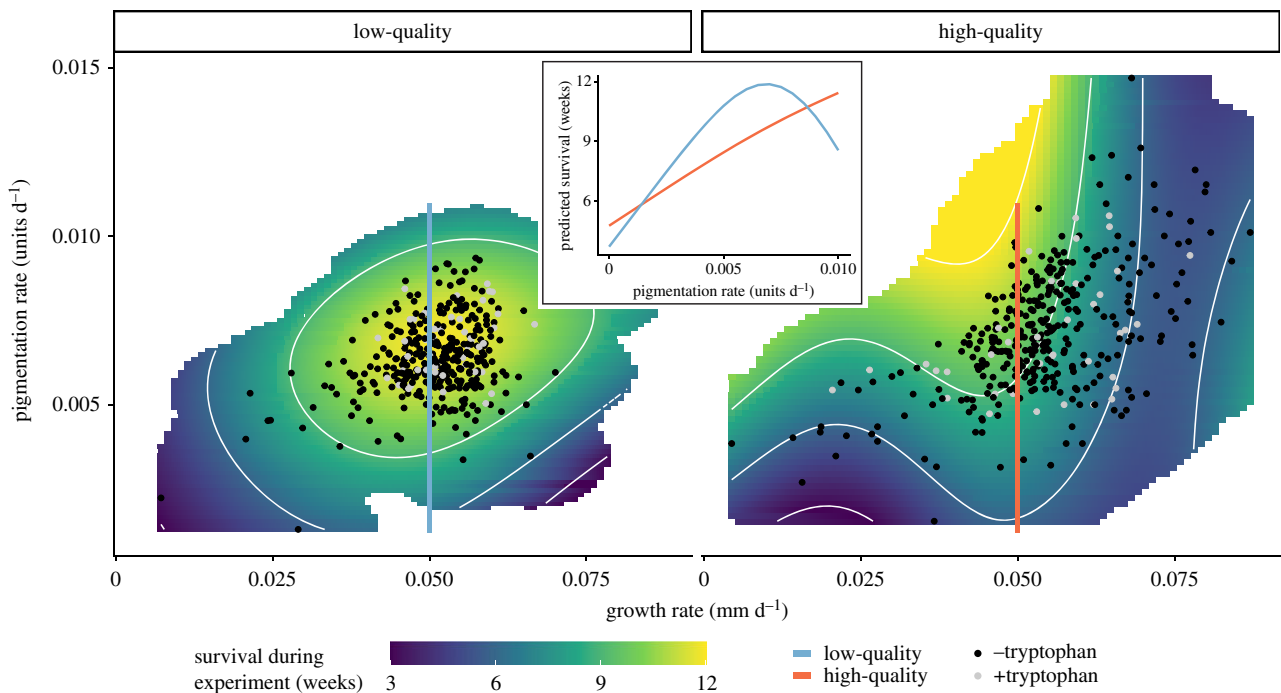 low-quality
high-quality
0.015
0.010
0.005
pigmentation rate (units d⁻¹)
12
9
6
predicted survival (weeks)
0 0.005 0.010
pigmentation rate (units d⁻¹)
0 0.025 0.050 0.075
0 0.025 0.050 0.075
growth rate (mm d⁻¹)
survival during
experiment (weeks)
3 6 9 12
low-quality
high-quality
–tryptophan
+tryptophan